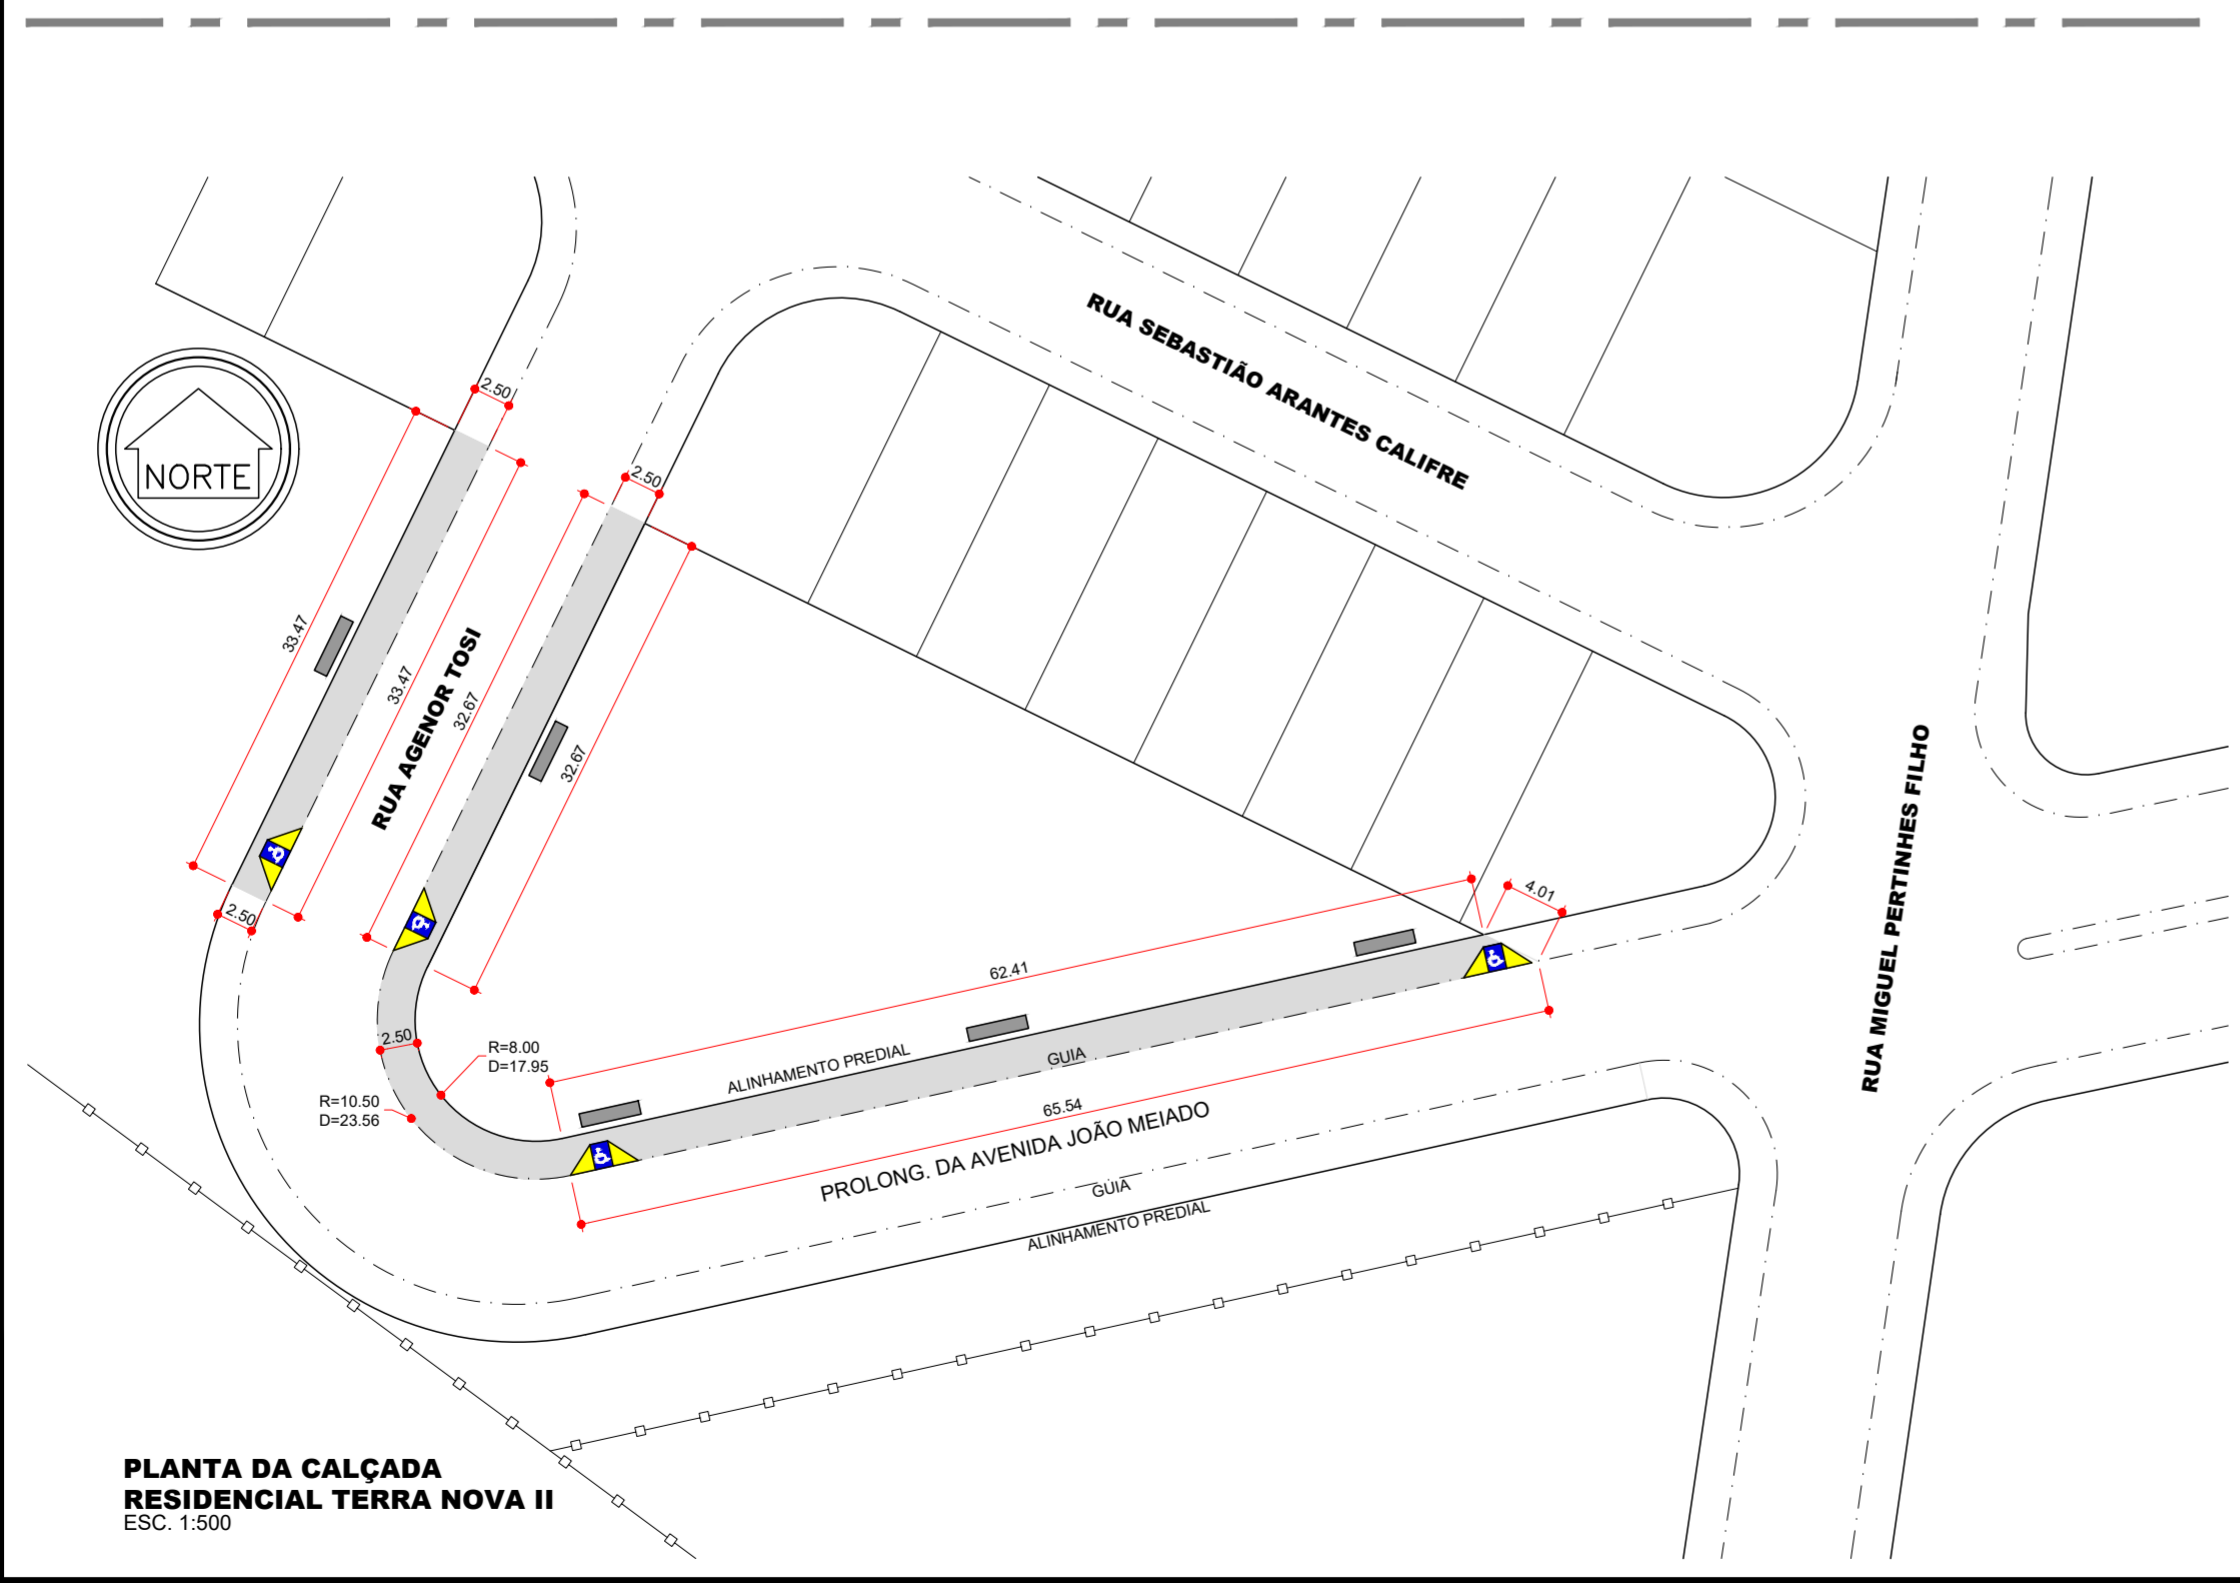 RUA SEBASTIÃO ARANTES CALIFRE
NORTE
2.50
2.50
33.47
33.47
RUA AGENOR TOSI
32.67
32.67
2.50
4.01
RUA MIGUEL PERTINHES FILHO
62.41
2.50
R=8.00
D=17.95
R=10.50
D=23.56
ALINHAMENTO PREDIAL
GUIA
65.54
PROLONG. DA AVENIDA JOÃO MEIADO
GUIA
ALINHAMENTO PREDIAL
PLANTA DA CALÇADA
RESIDENCIAL TERRA NOVA II
ESC. 1:500